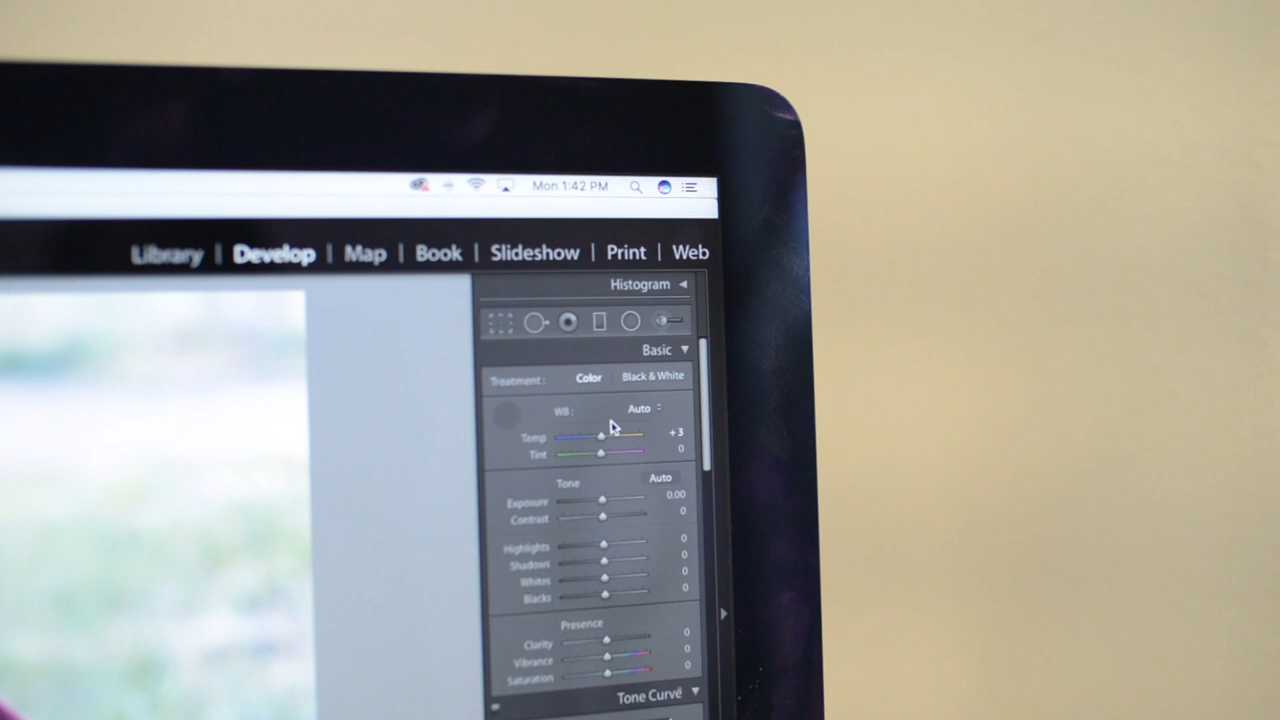 Mon 1:42 PM
Library | Develop | Map | Book | Slideshow | Print | Web
Histogram
Basic
Treatment : Color | Black & White
WB : Auto
Temp +3
Tint 0
Tone Auto
Exposure 0.00
Contrast 0
Highlights 0
Shadows 0
Whites 0
Blacks 0
Presence
Clarity 0
Vibrance 0
Saturation 0
Tone Curve